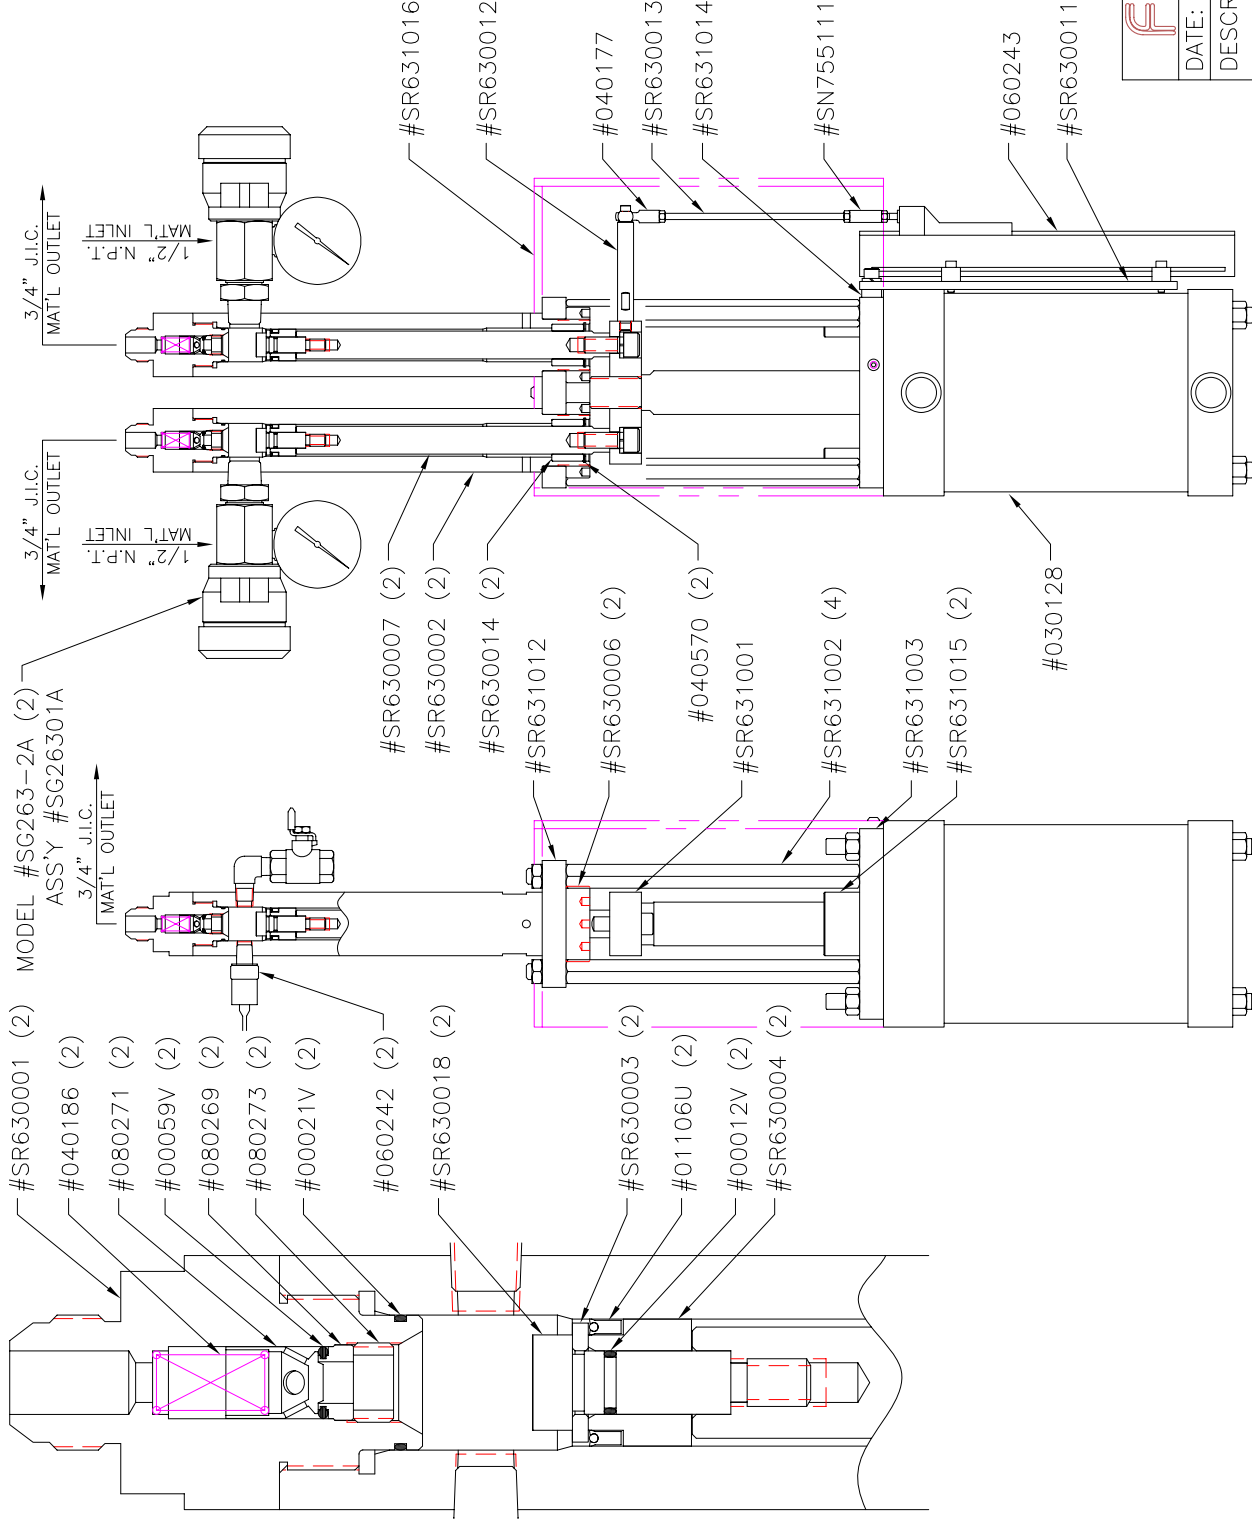 #SR630001 (2)
#040186 (2)
#080271 (2)
#00059V (2)
#080269 (2)
#080273 (2)
#00021V (2)
#060242 (2)
#SR630018 (2)
#SR630003 (2)
#01106U (2)
#00012V (2)
#SR630004 (2)
MODEL #SG263-2A (2)
ASS'Y #SG26301A
3/4" J.I.C.
MAT'L OUTLET
#SR631012
#SR630006 (2)
#SR631001
#SR631002 (4)
#SR631003
#SR631015 (2)
3/4" J.I.C.
MAT'L OUTLET
1/2" N.P.T.
MAT'L INLET
#SR630007 (2)
#SR630002 (2)
#SR630014 (2)
#040570 (2)
#030128
3/4" J.I.C.
MAT'L OUTLET
1/2" N.P.T.
MAT'L INLET
#SR631016
#SR630012
#040177
#SR630013
#SR631014
#SN755111
#060243
#SR630011
DATE:
DESCR